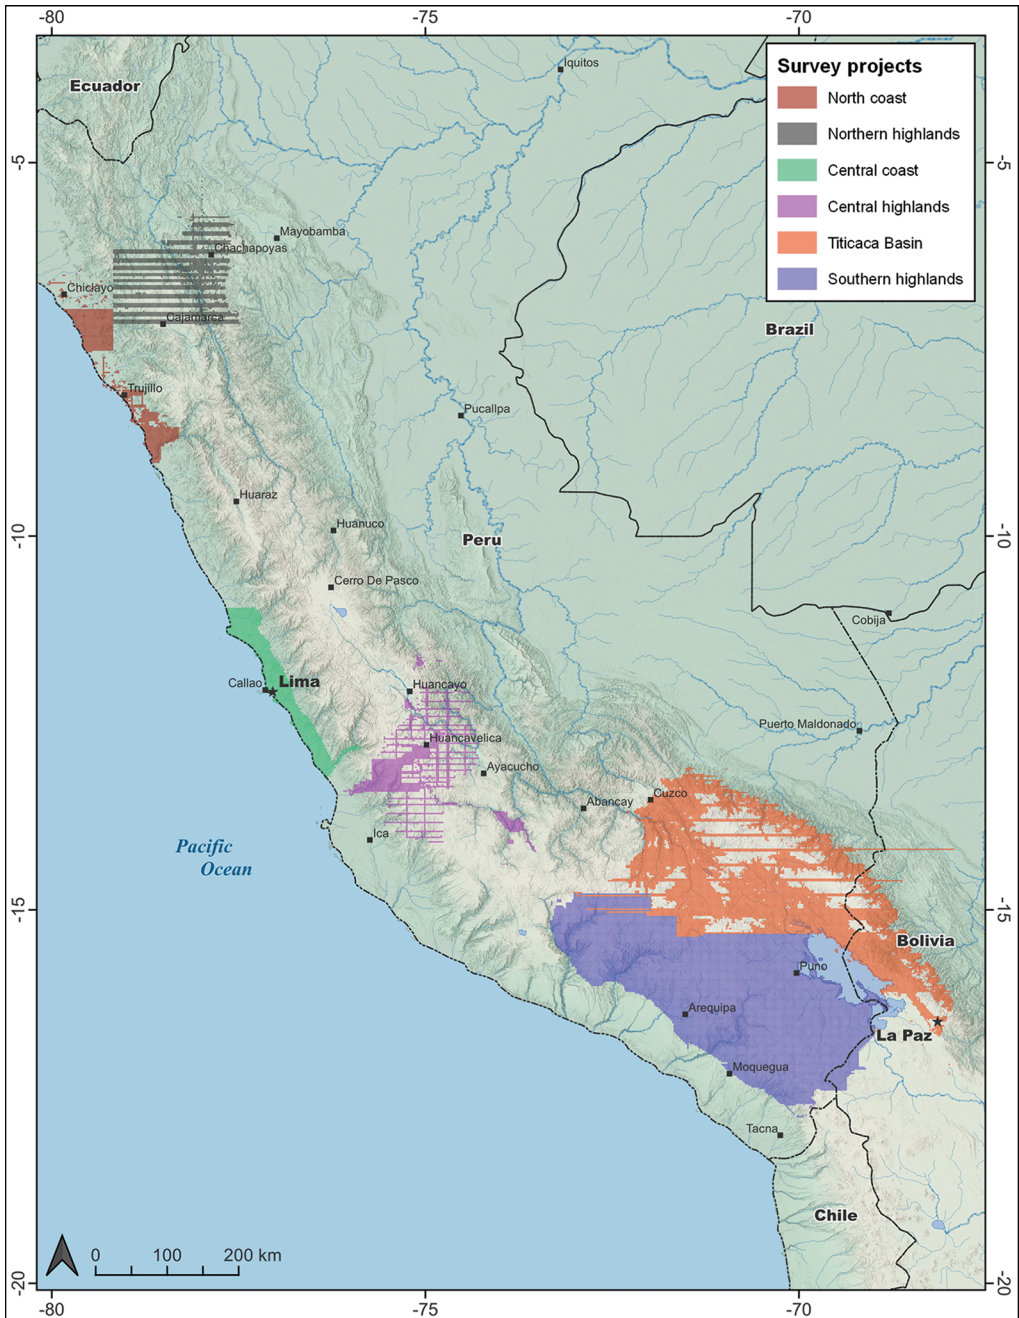 -80
-75
-70
Survey projects
North coast
Northern highlands
Central coast
Central highlands
Titicaca Basin
Southern highlands
Iquitos
Ecuador
-5
-5
Mayobamba
Chachapoyas
Chiclayo
Cajamarca
Brazil
Trujillo
Pucallpa
Huaraz
Huanuco
-10
Peru
-10
Cerro De Pasco
Cobija
Callao
Lima
Huancayo
Puerto Maldonado
Huancavelica
Ayacucho
Cuzco
Abancay
Ica
Pacific
Ocean
-15
-15
Bolivia
Puno
Arequipa
La Paz
Moquegua
Tacna
Chile
0
100
200 km
-20
-20
-80
-75
-70